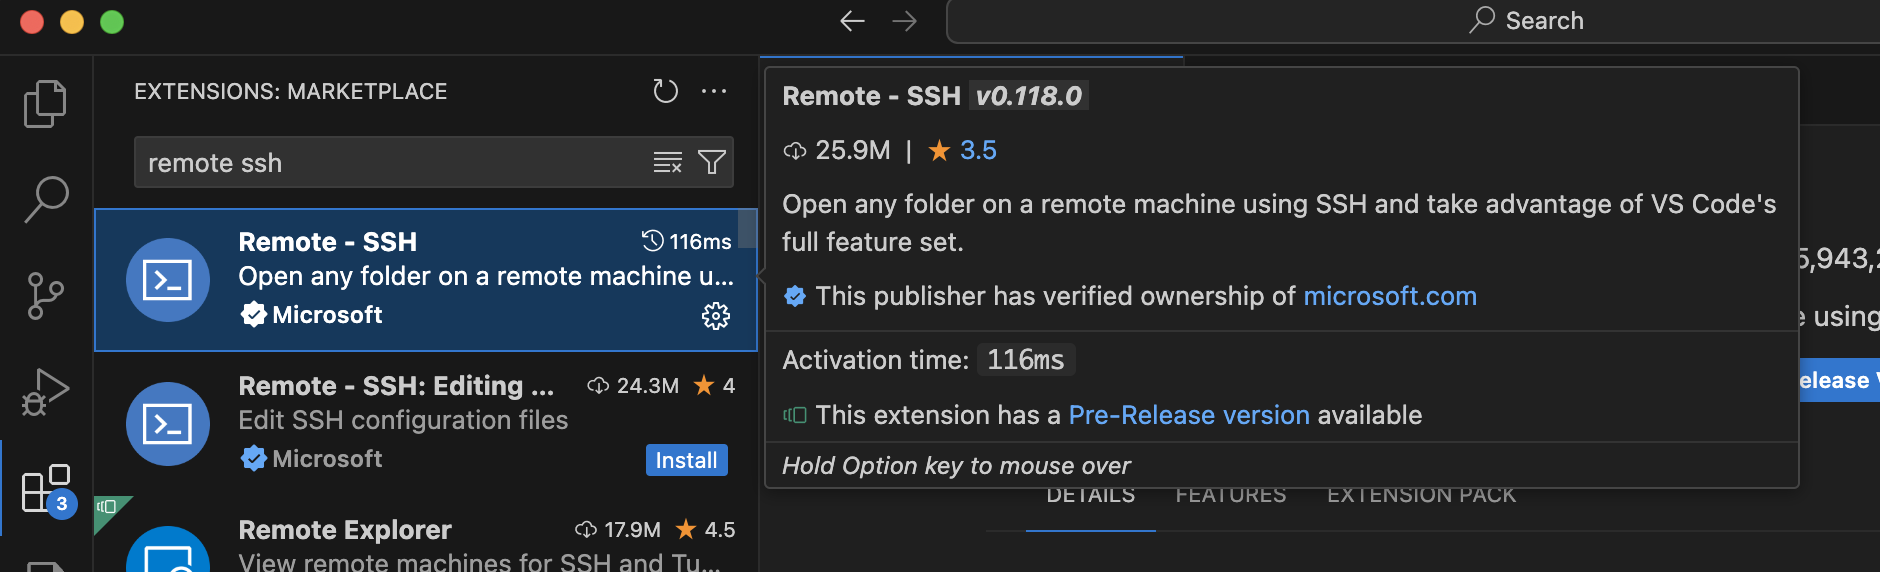 Search
EXTENSIONS: MARKETPLACE
remote ssh
Remote - SSH 116ms
Open any folder on a remote machine u...
Microsoft
Remote - SSH: Editing ... 24.3M 4
Edit SSH configuration files
Microsoft Install
3
Remote Explorer 17.9M 4.5
View remote machines for SSH and Tu...
Remote - SSH v0.118.0
25.9M | 3.5
Open any folder on a remote machine using SSH and take advantage of VS Code's
full feature set.
This publisher has verified ownership of microsoft.com
Activation time: 116ms
This extension has a Pre-Release version available
Hold Option key to mouse over
5,943,
using
elease
DETAILS FEATURES EXTENSION PACK